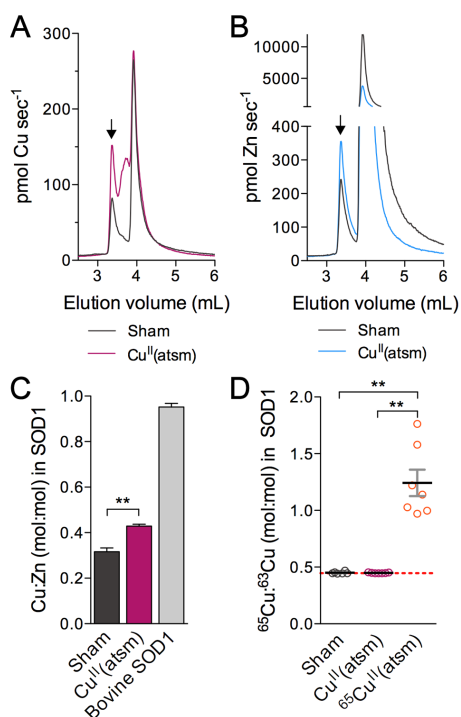 A
B
300
200
100
0
pmol Cu sec-1
3
4
5
6
Elution volume (mL)
Sham
CuII(atsm)
10000
5000
400
300
200
100
0
pmol Zn sec-1
3
4
5
6
Elution volume (mL)
Sham
CuII(atsm)
C
1.0
0.8
0.6
0.4
0.2
0.0
Cu:Zn (mol:mol) in SOD1
**
Sham
CuII(atsm)
Bovine SOD1
D
2.0
1.5
1.0
0.5
0.0
65Cu:63Cu (mol:mol) in SOD1
**
**
Sham
CuII(atsm)
65CuII(atsm)